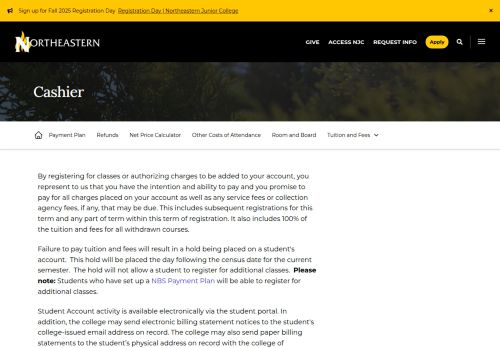 Sign up for Fall 2025 Registration Day Registration Day | Northeastern Junior College ×
NORTHEASTERN GIVE ACCESS NJC REQUEST INFO Apply
Cashier
Payment Plan Refunds Net Price Calculator Other Costs of Attendance Room and Board Tuition and Fees
By registering for classes or authorizing charges to be added to your account, you
represent to us that you have the intention and ability to pay and you promise to
pay for all charges placed on your account as well as any service fees or collection
agency fees, if any, that may be due. This includes subsequent registrations for this
term and any part of term within this term of registration. It also includes 100% of
the tuition and fees for all withdrawn courses.
Failure to pay tuition and fees will result in a hold being placed on a student's
account. This hold will be placed the day following the census date for the current
semester. The hold will not allow a student to register for additional classes. Please
note: Students who have set up a NBS Payment Plan will be able to register for
additional classes.
Student Account activity is available electronically via the student portal. In
addition, the college may send electronic billing statement notices to the student's
college-issued email address on record. The college may also send paper billing
statements to the student's physical address on record with the college of